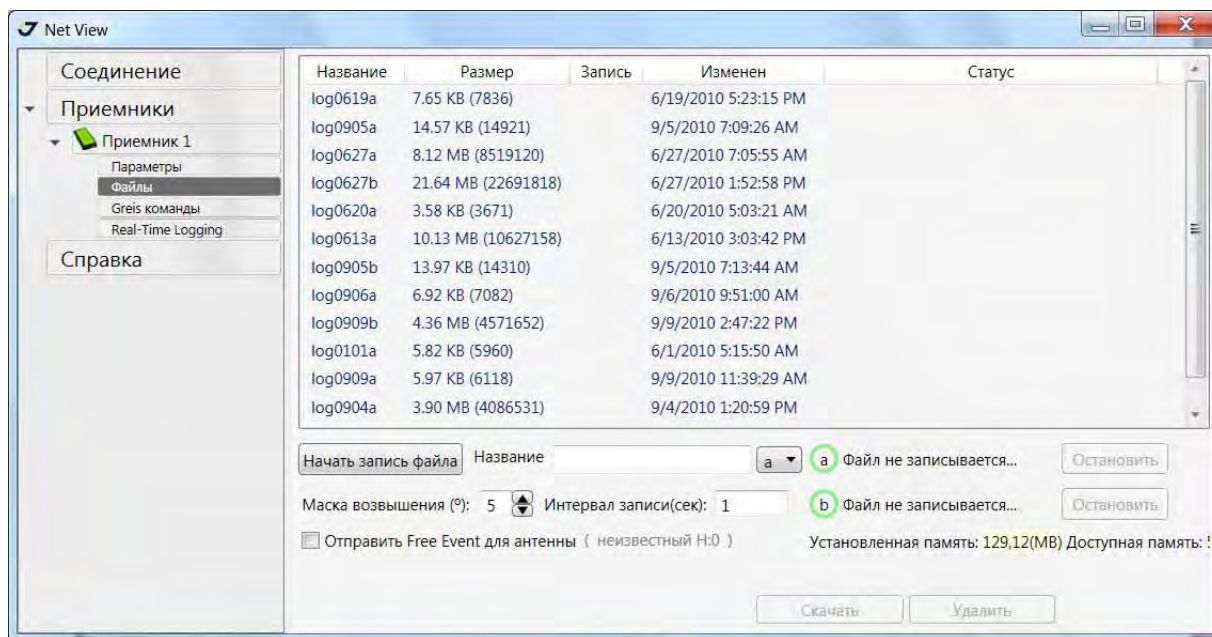 Net View
Соединение
Приемники
Приемник 1
Параметры
Файлы
Greis команды
Real-Time Logging
Справка
Название Размер Запись Изменен Статус
log0619a 7.65 KB (7836) 6/19/2010 5:23:15 PM
log0905a 14.57 KB (14921) 9/5/2010 7:09:26 AM
log0627a 8.12 MB (8519120) 6/27/2010 7:05:55 AM
log0627b 21.64 MB (22691818) 6/27/2010 1:52:58 PM
log0620a 3.58 KB (3671) 6/20/2010 5:03:21 AM
log0613a 10.13 MB (10627158) 6/13/2010 3:03:42 PM
log0905b 13.97 KB (14310) 9/5/2010 7:13:44 AM
log0906a 6.92 KB (7082) 9/6/2010 9:51:00 AM
log0909b 4.36 MB (4571652) 9/9/2010 2:47:22 PM
log0101a 5.82 KB (5960) 6/1/2010 5:15:50 AM
log0909a 5.97 KB (6118) 9/9/2010 11:39:29 AM
log0904a 3.90 MB (4086531) 9/4/2010 1:20:59 PM
Начать запись файла Название a a Файл не записывается... Остановить
Маска возвышения (º): 5 Интервал записи(сек): 1 b Файл не записывается... Остановить
Отправить Free Event для антенны ( неизвестный H:0 ) Установленная память: 129,12(MB) Доступная память:
Скачать Удалить